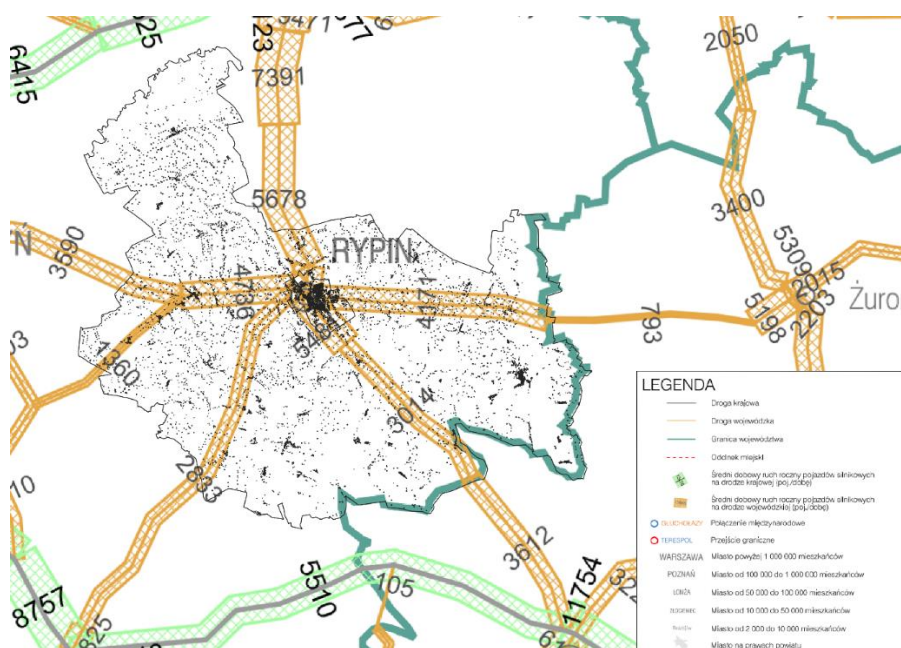 6415
7391
2050
5678
RYPIN
3400
3590
4736
4171
5309
2015
Żuro
793
5198
2203
1360
3014
2833
3612
5510
105
11754
8757
LEGENDA
Droga krajowa
Droga wojewódzka
Granica województwa
Odcinek miejski
Średni dobowy ruch roczny pojazdów silnikowych
na drodze krajowej (poj./dobę)
Średni dobowy ruch roczny pojazdów silnikowych
na drodze wojewódzkiej (poj./dobę)
GŁUCHOŁAZY Połączenie międzynarodowe
TERESPOL Przejście graniczne
WARSZAWA Miasto powyżej 1 000 000 mieszkańców
POZNAŃ Miasto od 100 000 do 1 000 000 mieszkańców
ŁOMŻA Miasto od 50 000 do 100 000 mieszkańców
Miasto od 10 000 do 50 000 mieszkańców
Miasto od 2 000 do 10 000 mieszkańców
Miasto na prawach powiatu